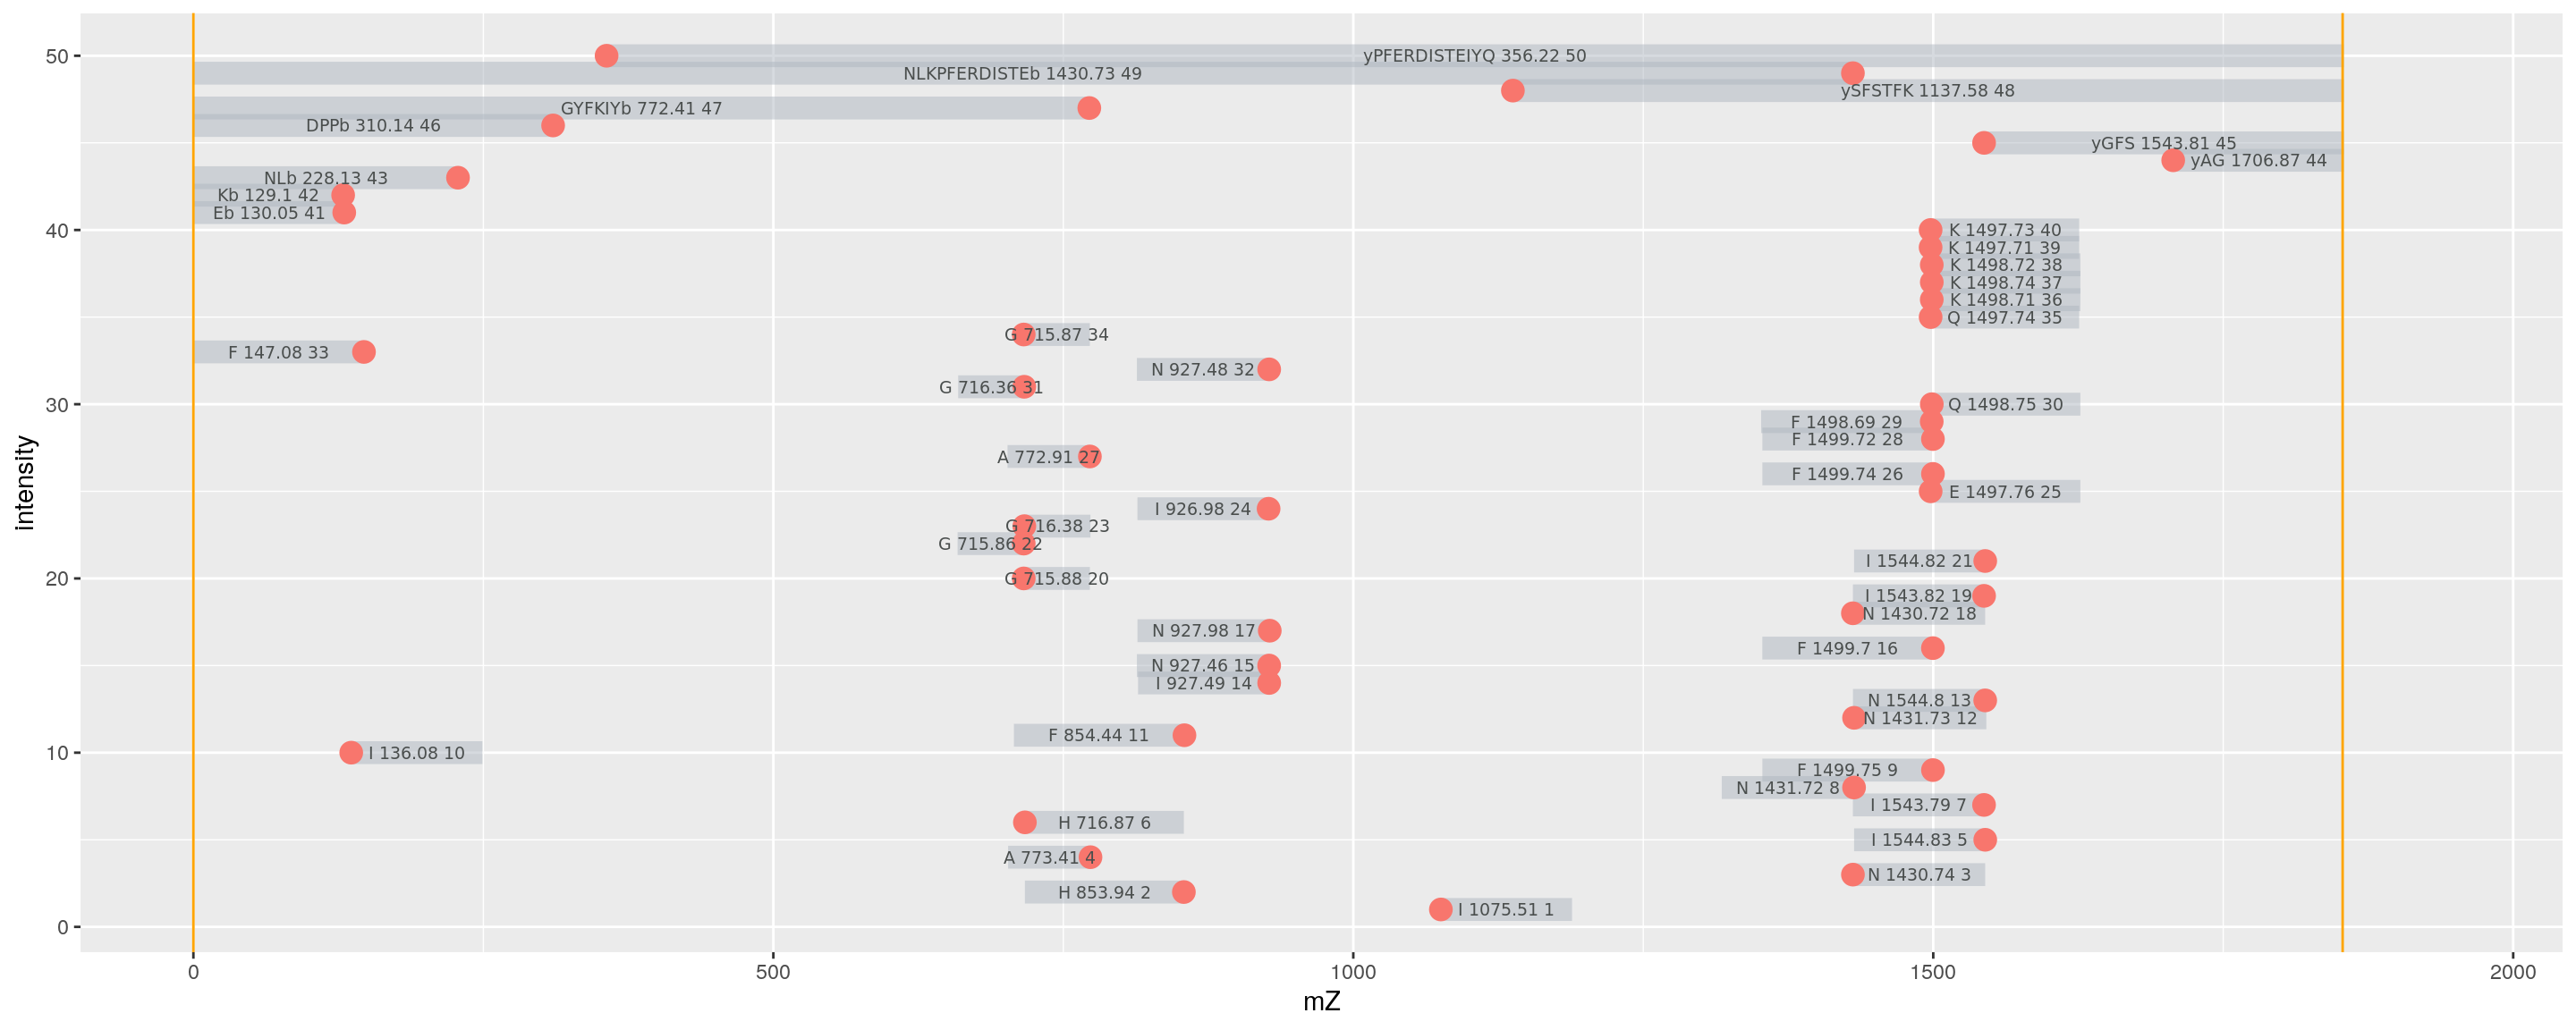 50
yPFERDISTEIYQ 356.22 50
NLKPFERDISTEb 1430.73 49
ySFSTFK 1137.58 48
GYFKIYb 772.41 47
DPPb 310.14 46
yGFS 1543.81 45
yAG 1706.87 44
NLb 228.13 43
Kb 129.1 42
Eb 130.05 41
40
K 1497.73 40
K 1497.71 39
K 1498.72 38
K 1498.74 37
K 1498.71 36
Q 1497.74 35
G 715.87 34
F 147.08 33
N 927.48 32
G 716.36 31
30
Q 1498.75 30
F 1498.69 29
F 1499.72 28
A 772.91 27
F 1499.74 26
E 1497.76 25
I 926.98 24
G 716.38 23
G 715.86 22
I 1544.82 21
20
G 715.88 20
I 1543.82 19
N 1430.72 18
N 927.98 17
F 1499.7 16
N 927.46 15
I 927.49 14
N 1544.8 13
N 1431.73 12
F 854.44 11
10
I 136.08 10
F 1499.75 9
N 1431.72 8
I 1543.79 7
H 716.87 6
I 1544.83 5
A 773.41 4
N 1430.74 3
H 853.94 2
I 1075.51 1
0
intensity
0 500 1000 1500 2000
mZ